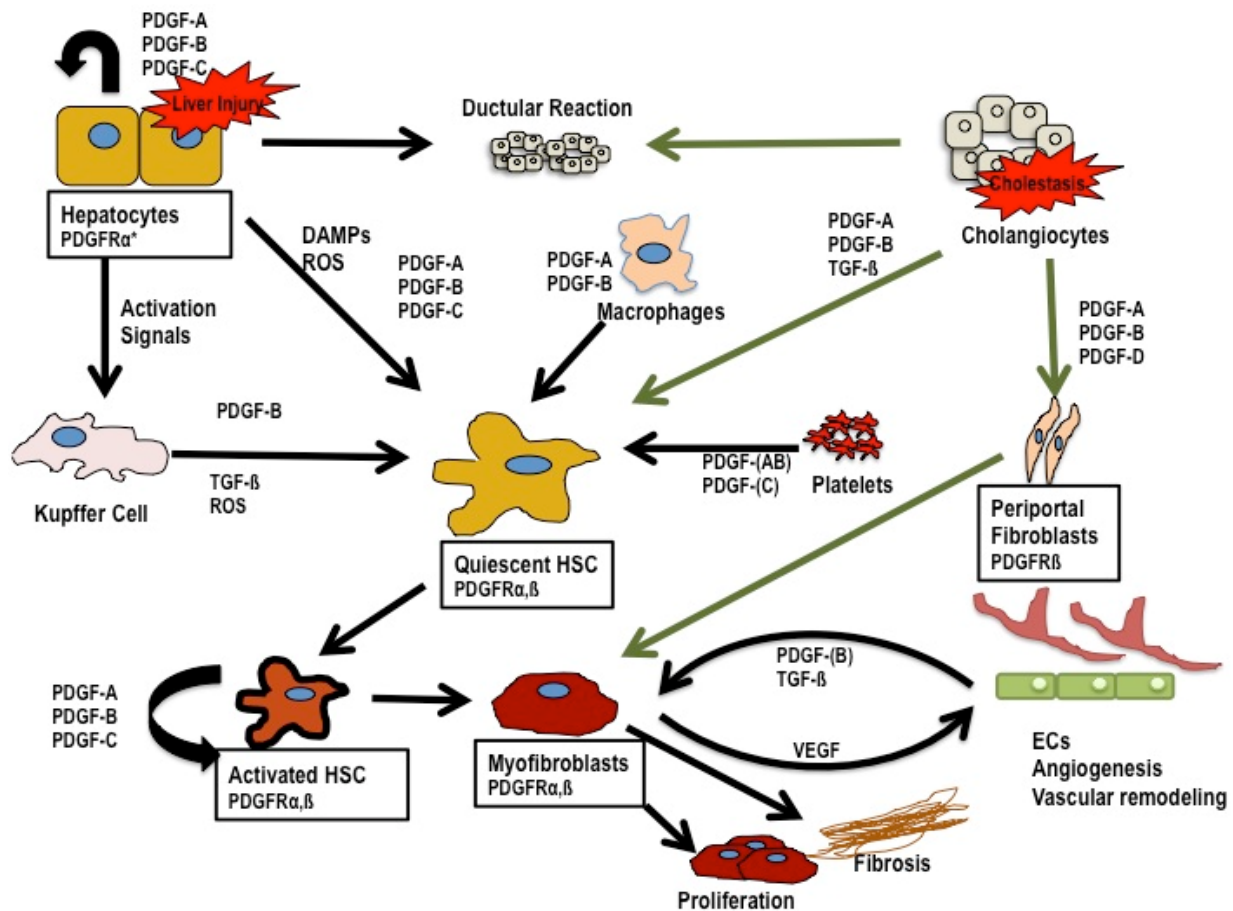 PDGF-A
PDGF-B
PDGF-C
Liver Injury
Hepatocytes
PDGFRα*
Ductular Reaction
Cholestasis
Cholangiocytes
DAMPs
ROS
PDGF-A
PDGF-B
PDGF-C
PDGF-A
PDGF-B
Macrophages
PDGF-A
PDGF-B
TGF-ß
PDGF-A
PDGF-B
PDGF-D
Activation
Signals
Kupffer Cell
PDGF-B
TGF-ß
ROS
Quiescent HSC
PDGFRα,ß
PDGF-(AB)
PDGF-(C)
Platelets
Periportal
Fibroblasts
PDGFRß
PDGF-A
PDGF-B
PDGF-C
Activated HSC
PDGFRα,ß
Myofibroblasts
PDGFRα,ß
PDGF-(B)
TGF-ß
VEGF
ECs
Angiogenesis
Vascular remodeling
Fibrosis
Proliferation